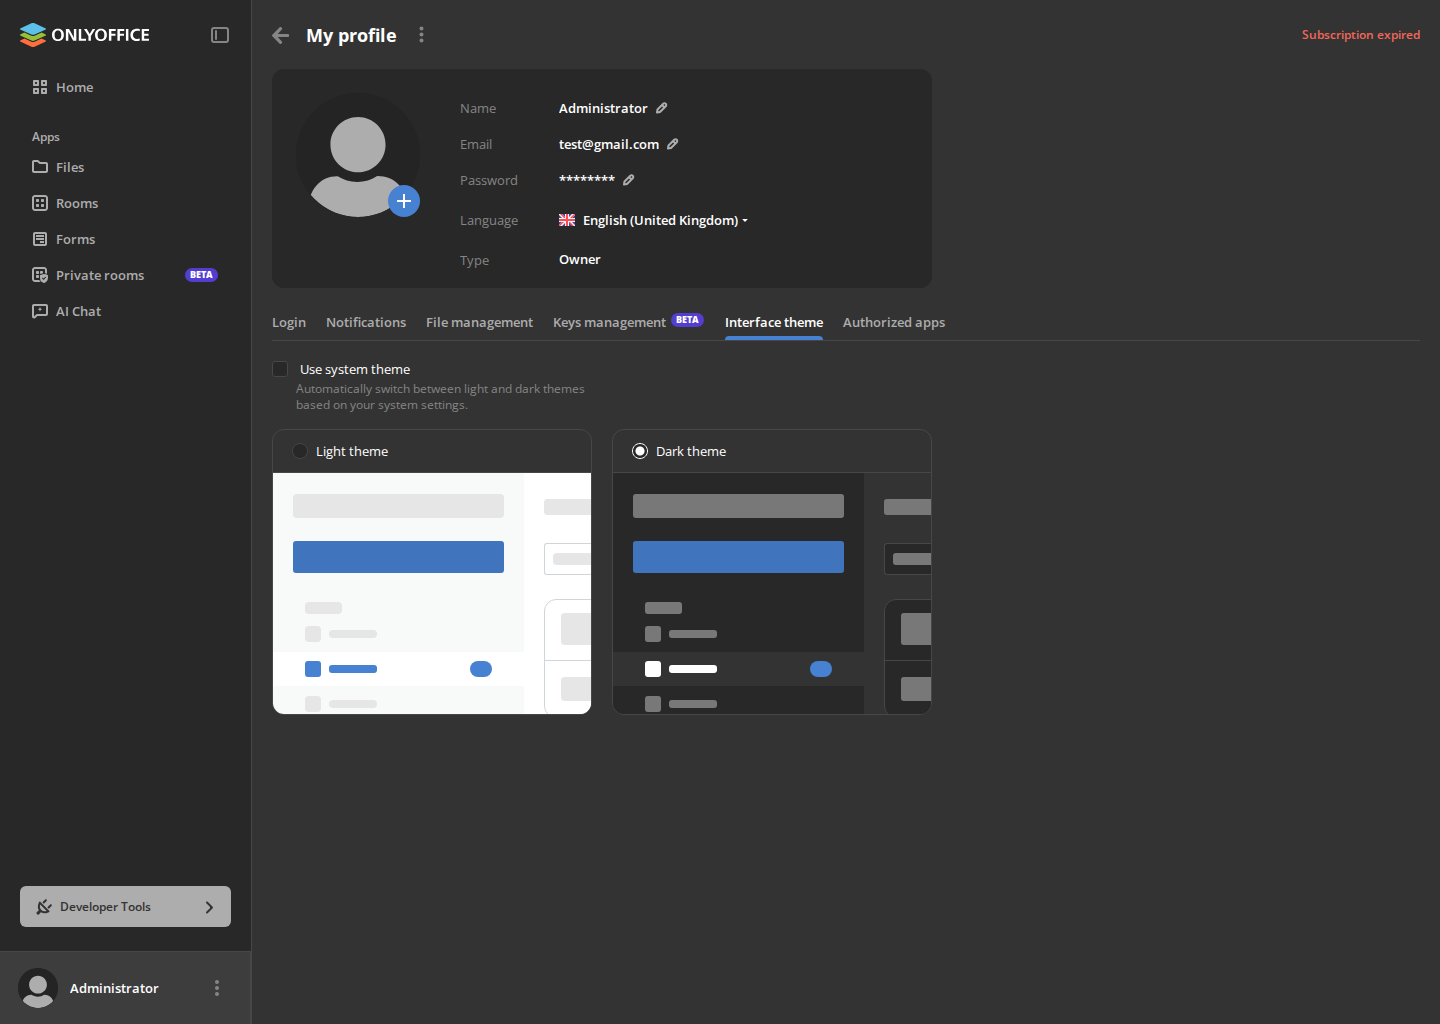 ONLYOFFICE
Home
Apps
Files
Rooms
Forms
Private rooms BETA
AI Chat
Developer Tools
Administrator
My profile
Subscription expired
Name Administrator
Email test@gmail.com
Password ********
Language English (United Kingdom)
Type Owner
Login Notifications File management Keys management BETA Interface theme Authorized apps
Use system theme
Automatically switch between light and dark themes
based on your system settings.
Light theme
Dark theme